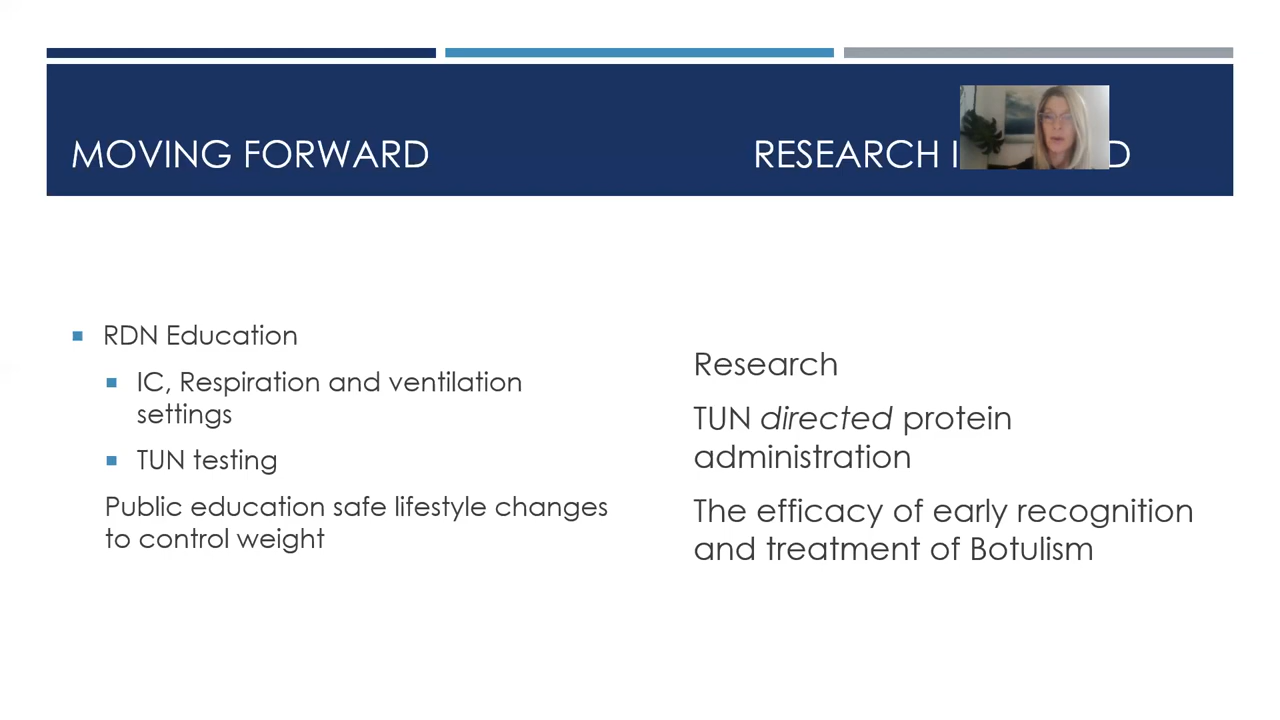 MOVING FORWARD
RESEARCH
RDN Education
IC, Respiration and ventilation
settings
TUN testing
Public education safe lifestyle changes
to control weight
Research
TUN directed protein
administration
The efficacy of early recognition
and treatment of Botulism